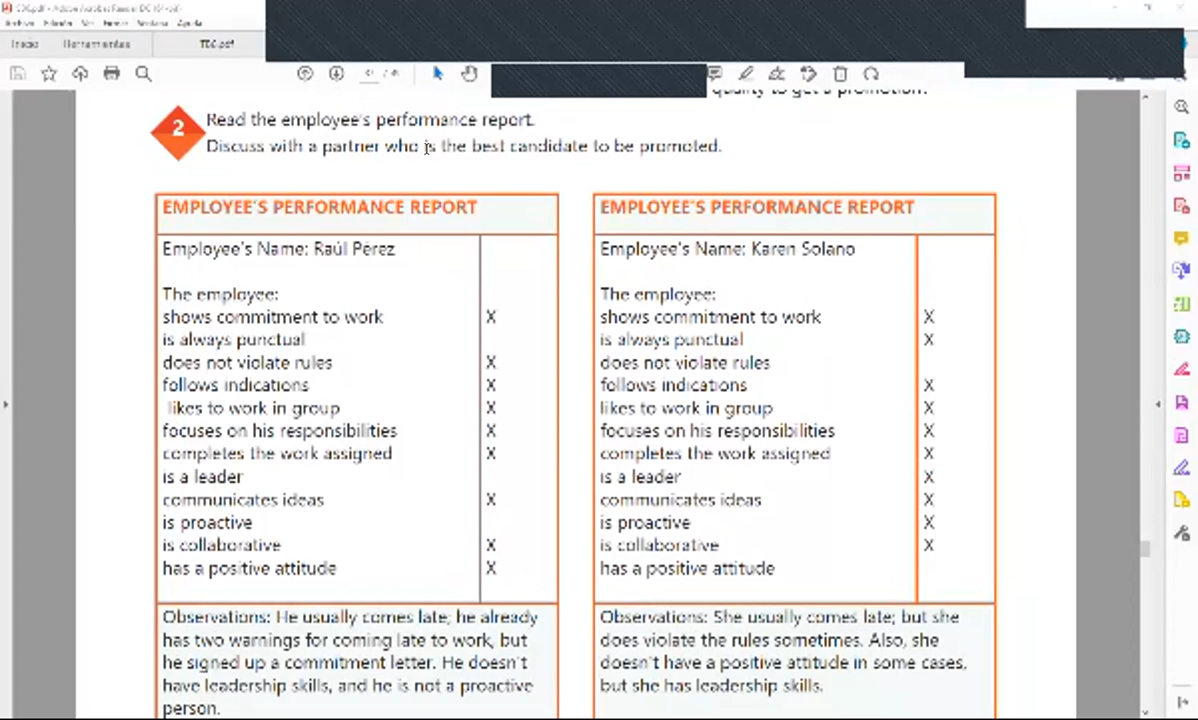 Archivo Edición Ver Firmar Ventana Ayuda
Inicio Herramientas
quality to get a promotion.
2 Read the employee's performance report.
Discuss with a partner who is the best candidate to be promoted.
EMPLOYEE'S PERFORMANCE REPORT
Employee's Name: Raúl Pérez
The employee:
shows commitment to work X
is always punctual
does not violate rules X
follows indications X
likes to work in group X
focuses on his responsibilities X
completes the work assigned X
is a leader
communicates ideas X
is proactive
is collaborative X
has a positive attitude X
Observations: He usually comes late; he already
has two warnings for coming late to work, but
he signed up a commitment letter. He doesn't
have leadership skills, and he is not a proactive
person.
EMPLOYEE'S PERFORMANCE REPORT
Employee's Name: Karen Solano
The employee:
shows commitment to work X
is always punctual X
does not violate rules
follows indications X
likes to work in group X
focuses on his responsibilities X
completes the work assigned X
is a leader X
communicates ideas X
is proactive X
is collaborative X
has a positive attitude
Observations: She usually comes late; but she
does violate the rules sometimes. Also, she
doesn't have a positive attitude in some cases,
but she has leadership skills.